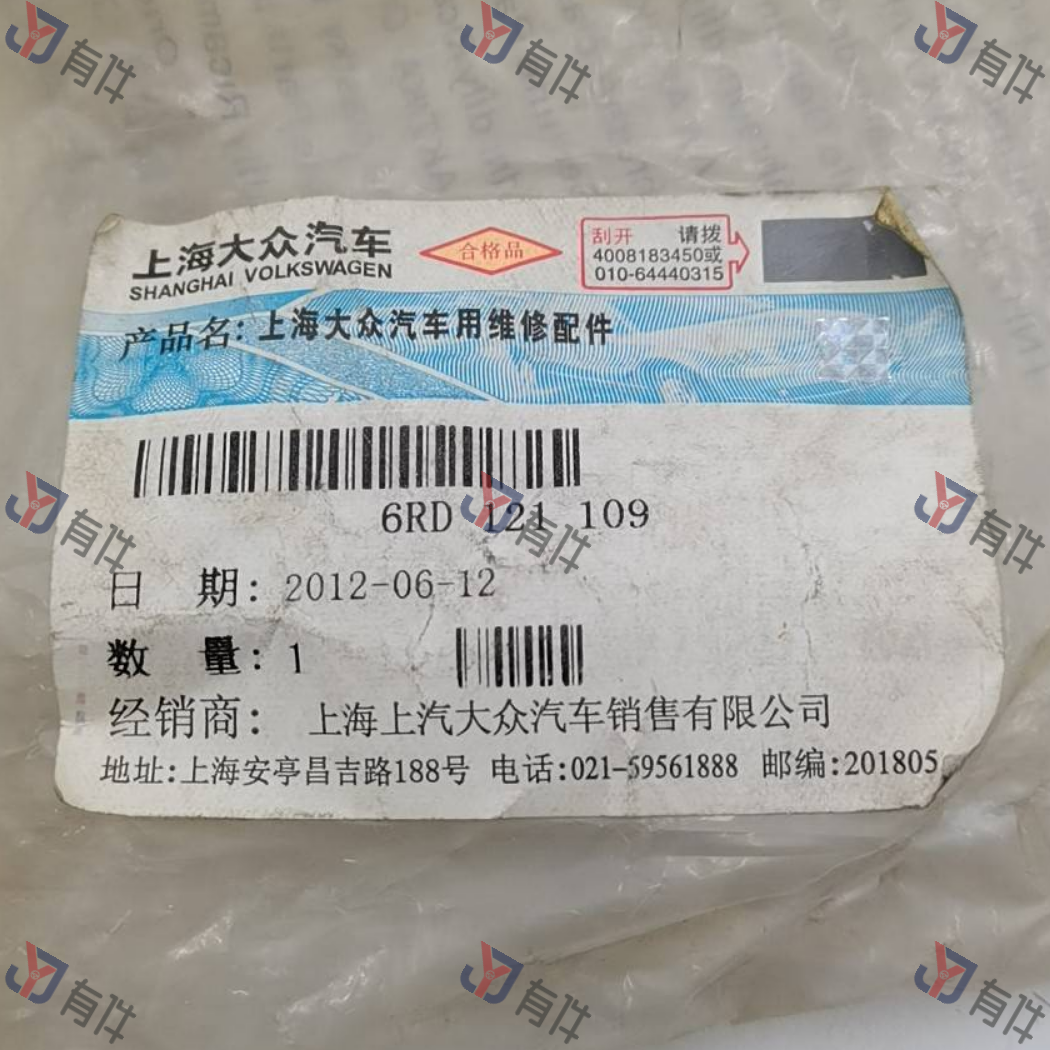 有件
有件
有件
上海大众汽车
SHANGHAI VOLKSWAGEN
合格品
刮开 请拨
4008183450或
010-64440315
产品名: 上海大众汽车用维修配件
6RD 121 109
有件
有件
有件
日 期: 2012-06-12
数 量: 1
经销商: 上海上汽大众汽车销售有限公司
地址:上海安亭昌吉路188号 电话:021-59561888 邮编:201805
有件
有件
有件